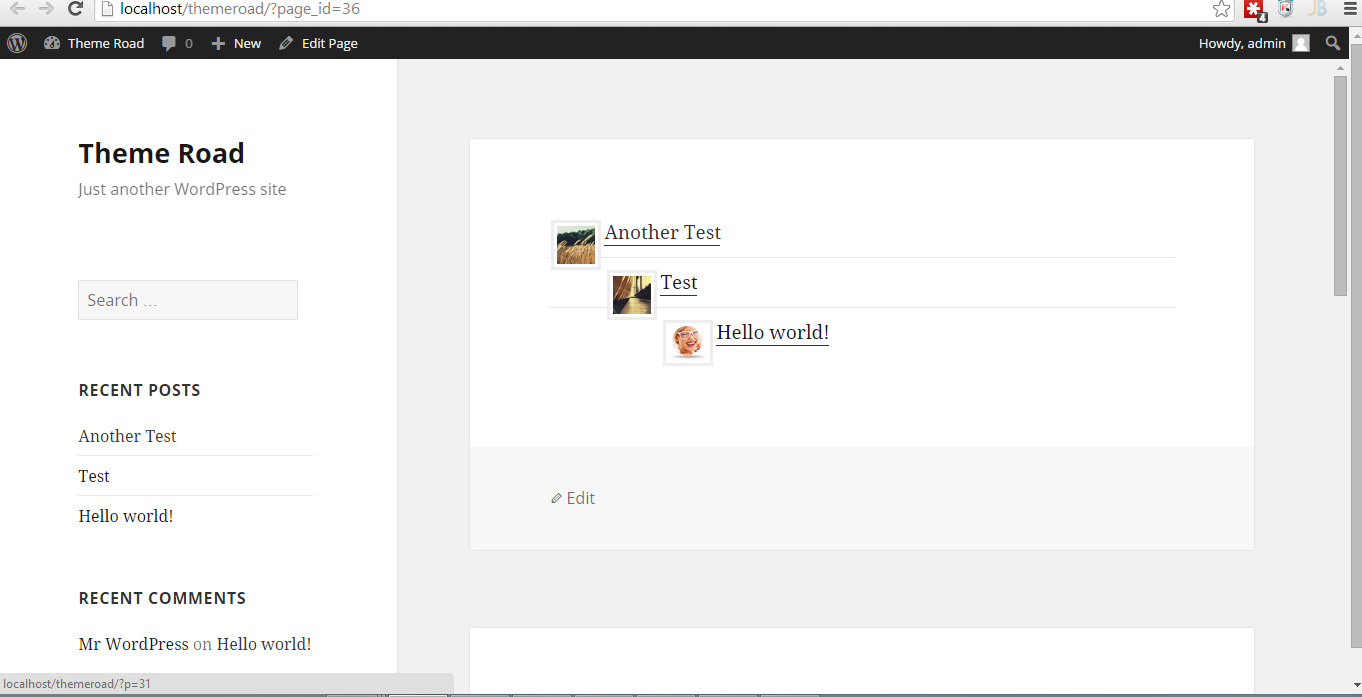 localhost/themeroad/?page_id=36
4
JB
Theme Road 0 New Edit Page Howdy, admin
Theme Road
Just another WordPress site
Search …
RECENT POSTS
Another Test
Test
Hello world!
RECENT COMMENTS
Mr WordPress on Hello world!
Another Test
Test
Hello world!
Edit
localhost/themeroad/?p=31